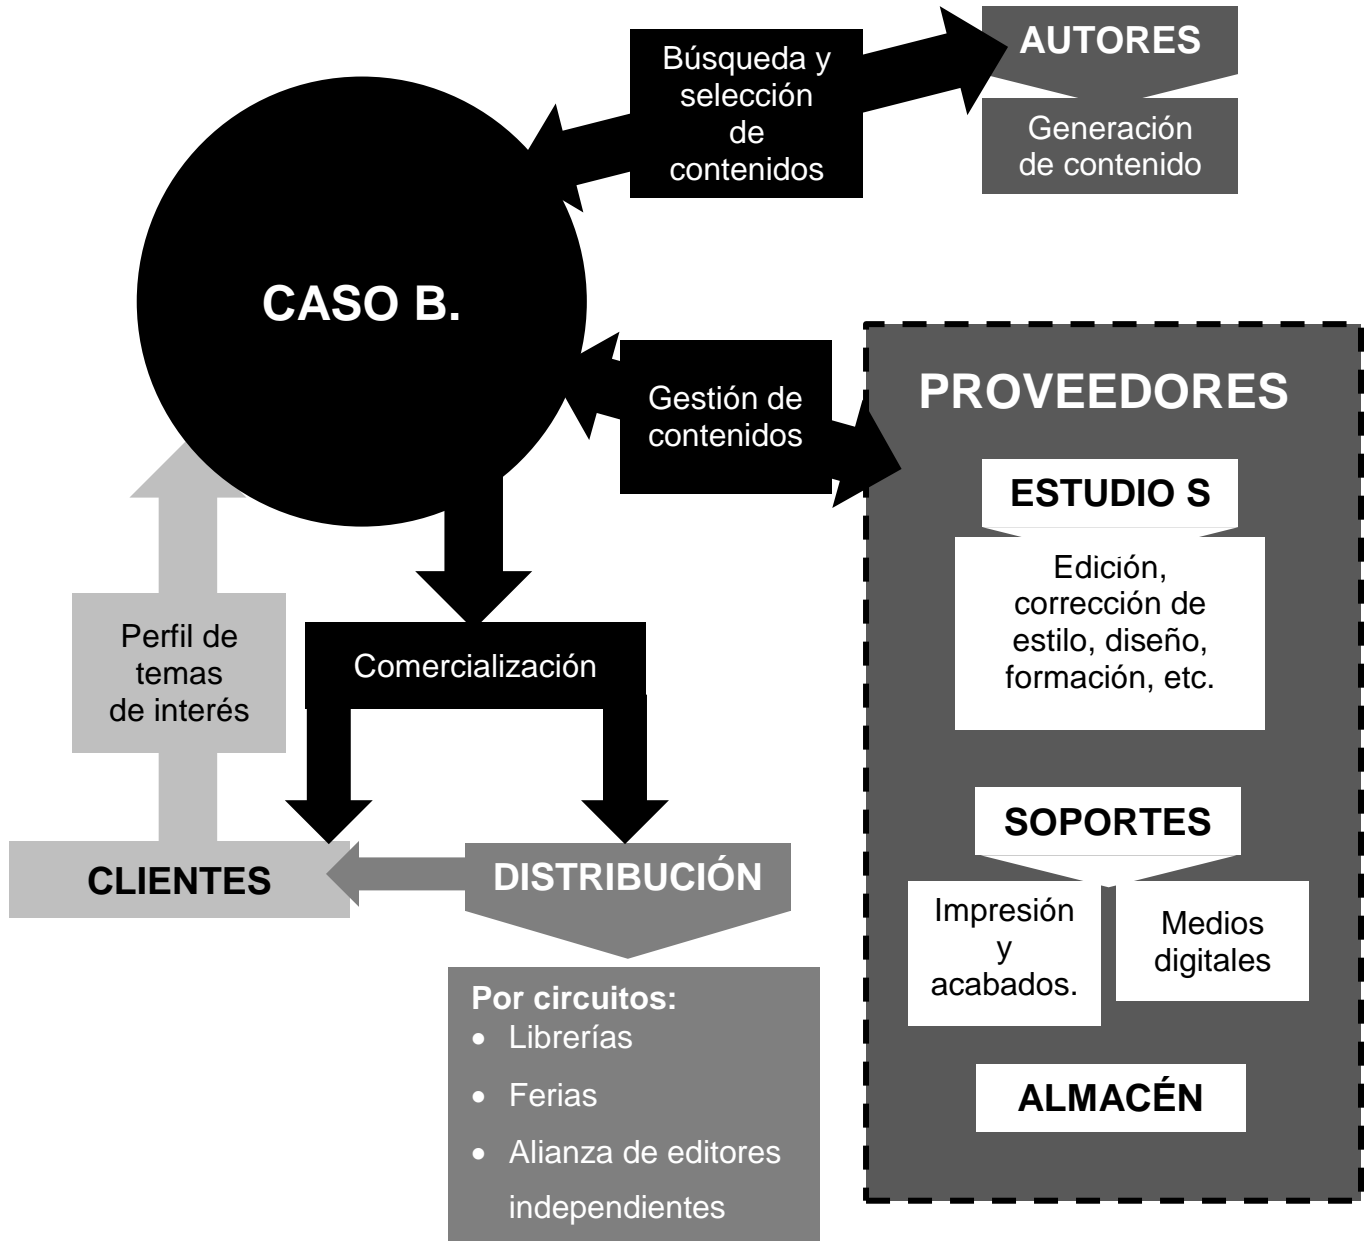 Búsqueda y
selección
de
contenidos
AUTORES
Generación
de contenido
CASO B.
Gestión de
contenidos
PROVEEDORES
ESTUDIO S
Edición,
corrección de
estilo, diseño,
formación, etc.
SOPORTES
Impresión
y
acabados.
Medios
digitales
ALMACÉN
Perfil de
temas
de interés
Comercialización
CLIENTES
DISTRIBUCIÓN
Por circuitos:
• Librerías
• Ferias
• Alianza de editores
independientes